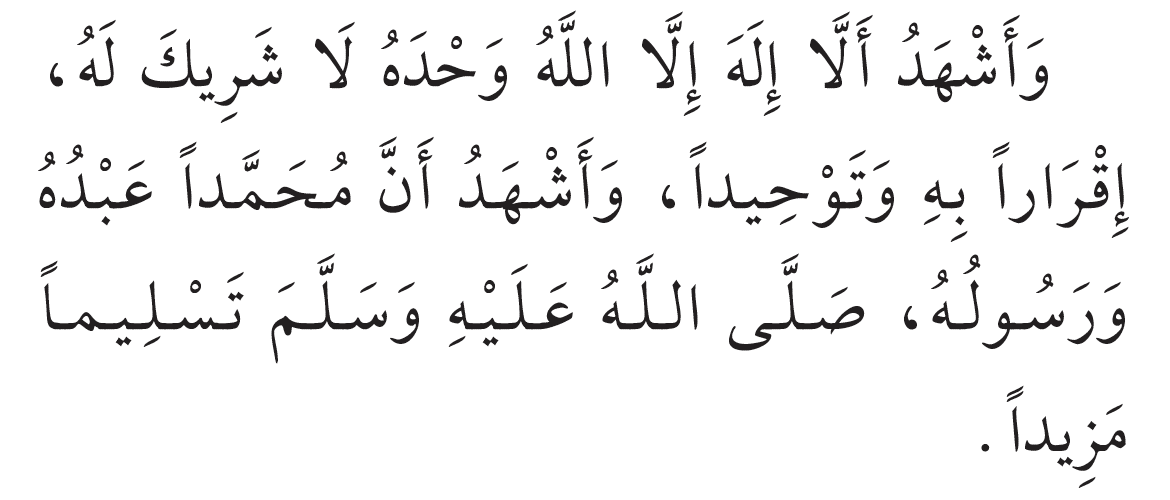 وَأَشْهَدُ أَلَّا إِلَهَ إِلَّا اللَّهُ وَحْدَهُ لَا شَرِيكَ لَهُ،
إِقْرَاراً بِهِ وَتَوْحِيداً، وَأَشْهَدُ أَنَّ مُحَمَّداً عَبْدُهُ
وَرَسُولُهُ، صَلَّى اللَّهُ عَلَيْهِ وَسَلَّمَ تَسْلِيماً
مَزِيداً .